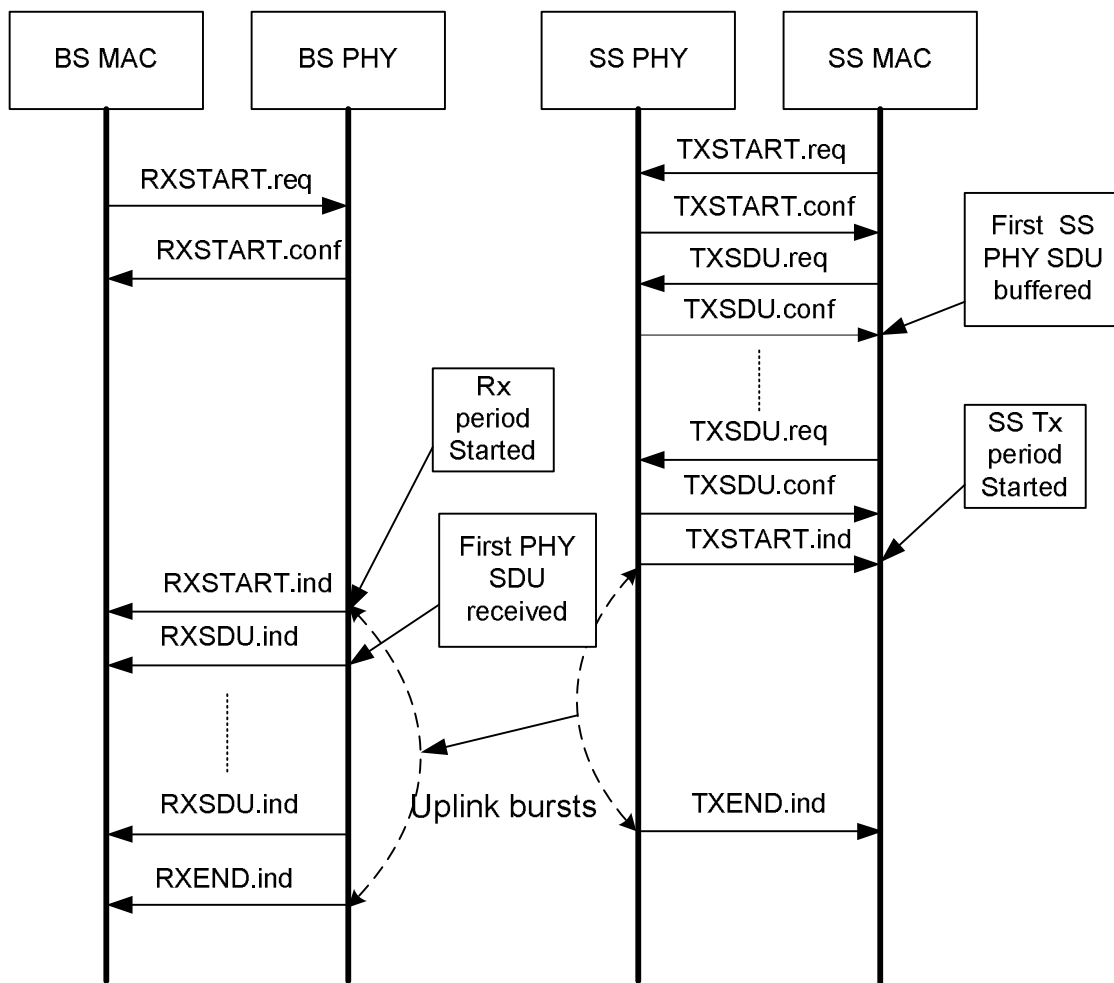 BS MAC
BS PHY
SS PHY
SS MAC
TXSTART.req
RXSTART.req
TXSTART.conf
First SS
PHY SDU
buffered
RXSTART.conf
TXSDU.req
TXSDU.conf
Rx
period
Started
TXSDU.req
SS Tx
period
Started
TXSDU.conf
First PHY
SDU
received
TXSTART.ind
RXSTART.ind
RXSDU.ind
RXSDU.ind
Uplink bursts
TXEND.ind
RXEND.ind